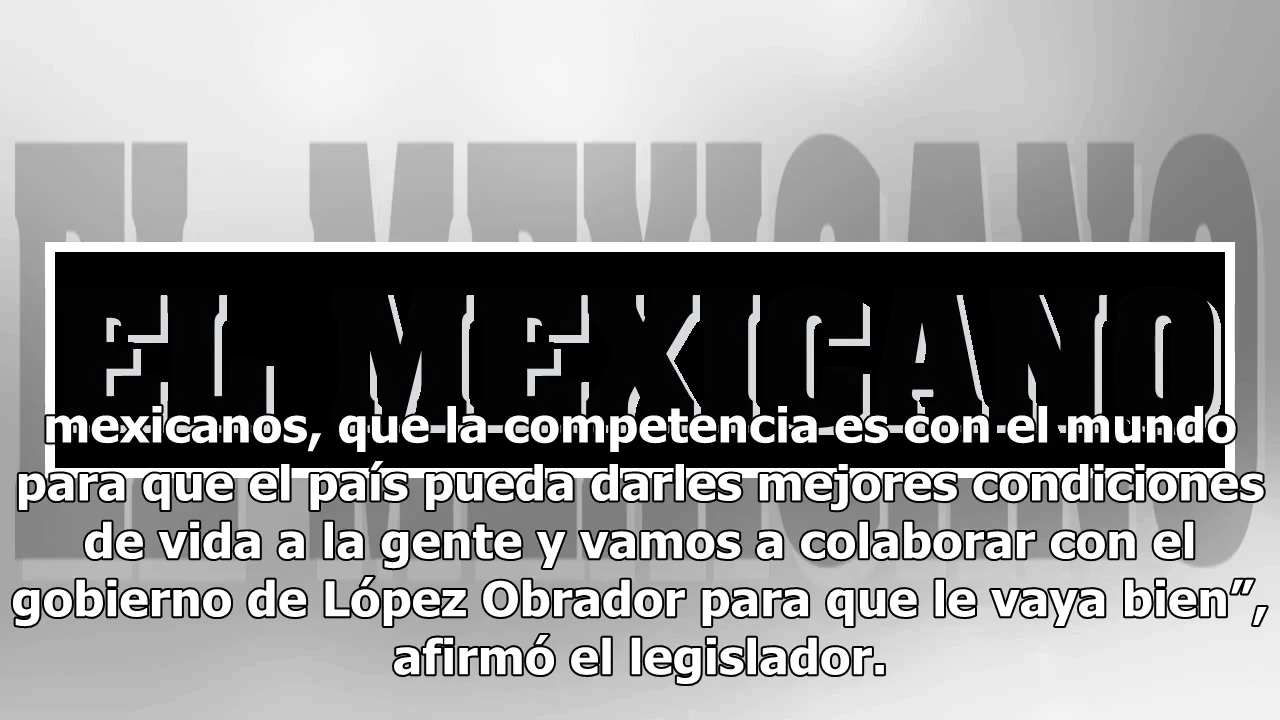 EL MEXICANO
EL MEXICANO
mexicanos, que la competencia es con el mundo
para que el país pueda darles mejores condiciones
de vida a la gente y vamos a colaborar con el
gobierno de López Obrador para que le vaya bien”,
afirmó el legislador.